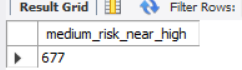 Result Grid Filter Rows:
medium_risk_near_high
677